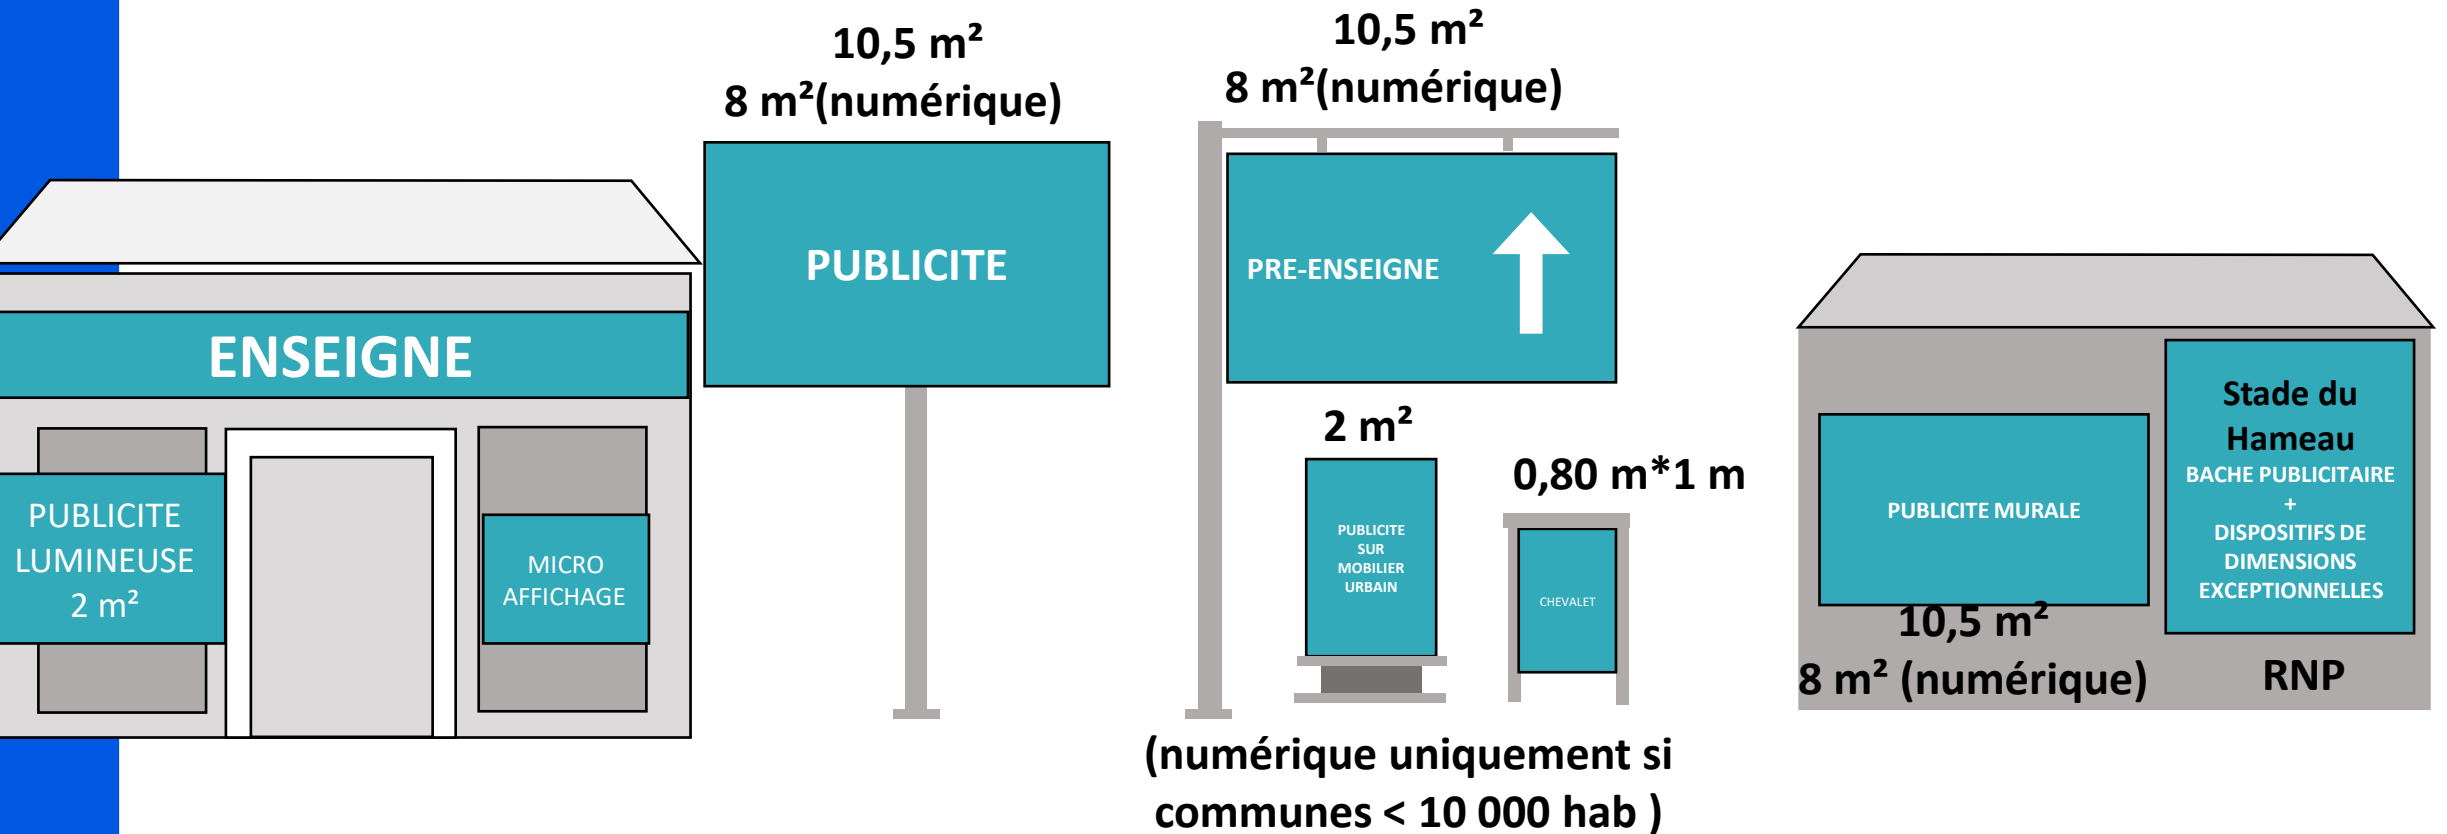 10,5 m²
8 m²(numérique)
PUBLICITE
10,5 m²
8 m²(numérique)
PRE-ENSEIGNE
ENSEIGNE
PUBLICITE
LUMINEUSE
2 m²
MICRO
AFFICHAGE
2 m²
PUBLICITE
SUR
MOBILIER
URBAIN
0,80 m*1 m
CHEVALET
(numérique uniquement si
communes < 10 000 hab )
PUBLICITE MURALE
10,5 m²
8 m² (numérique)
Stade du
Hameau
BACHE PUBLICITAIRE
+
DISPOSITIFS DE
DIMENSIONS
EXCEPTIONNELLES
RNP